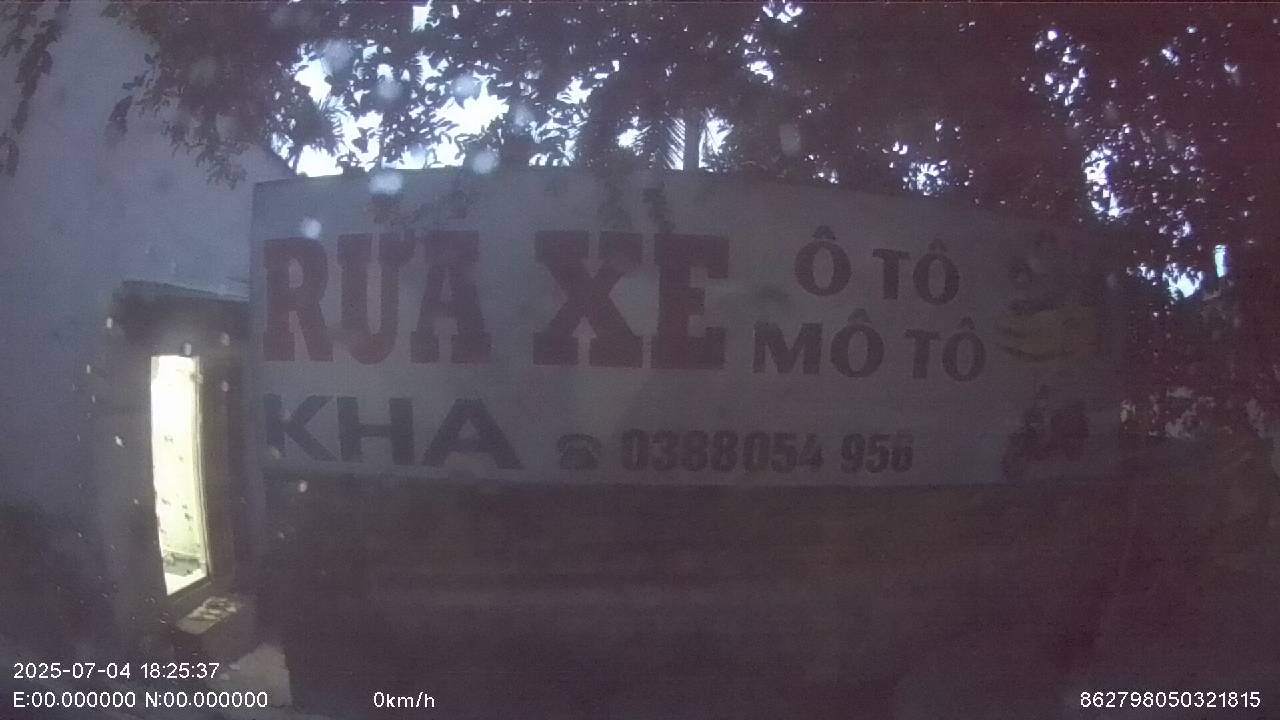 RỬA XE Ô TÔ
MÔ TÔ
KHA ☎ 0388054 956
2025-07-04 18:25:37
E:00.000000 N:00.000000 0km/h 862798050321815